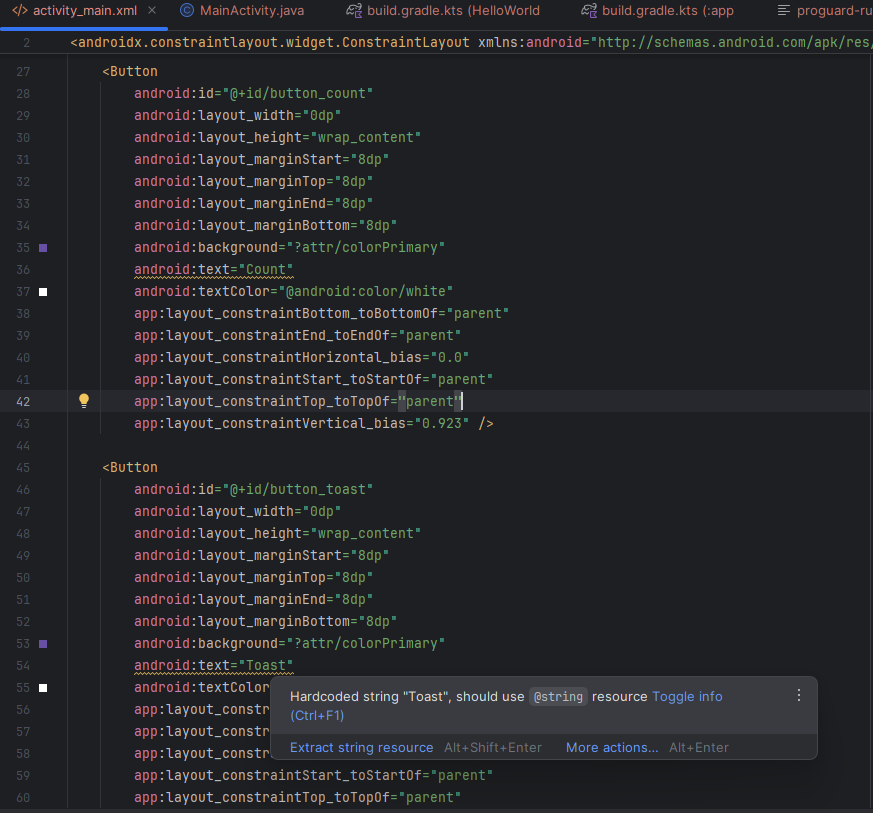 activity_main.xml MainActivity.java build.gradle.kts (HelloWorld build.gradle.kts (:app proguard-ru
2 <androidx.constraintlayout.widget.ConstraintLayout xmlns:android="http://schemas.android.com/apk/res/
27 <Button
28 android:id="@+id/button_count"
29 android:layout_width="0dp"
30 android:layout_height="wrap_content"
31 android:layout_marginStart="8dp"
32 android:layout_marginTop="8dp"
33 android:layout_marginEnd="8dp"
34 android:layout_marginBottom="8dp"
35 android:background="?attr/colorPrimary"
36 android:text="Count"
37 android:textColor="@android:color/white"
38 app:layout_constraintBottom_toBottomOf="parent"
39 app:layout_constraintEnd_toEndOf="parent"
40 app:layout_constraintHorizontal_bias="0.0"
41 app:layout_constraintStart_toStartOf="parent"
42 app:layout_constraintTop_toTopOf="parent"
43 app:layout_constraintVertical_bias="0.923" />
44
45 <Button
46 android:id="@+id/button_toast"
47 android:layout_width="0dp"
48 android:layout_height="wrap_content"
49 android:layout_marginStart="8dp"
50 android:layout_marginTop="8dp"
51 android:layout_marginEnd="8dp"
52 android:layout_marginBottom="8dp"
53 android:background="?attr/colorPrimary"
54 android:text="Toast"
55 android:textColor
56 app:layout_constr
57 app:layout_constr
58 app:layout_constr
59 app:layout_constraintStart_toStartOf="parent"
60 app:layout_constraintTop_toTopOf="parent"
Hardcoded string "Toast", should use @string resource Toggle info
(Ctrl+F1)
Extract string resource Alt+Shift+Enter More actions... Alt+Enter